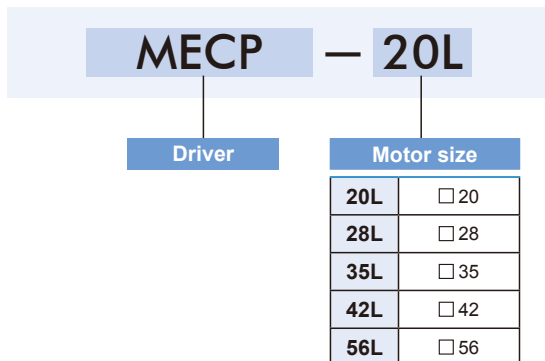 MECP — 20L
Driver Motor size
20L □20
28L □28
35L □35
42L □42
56L □56